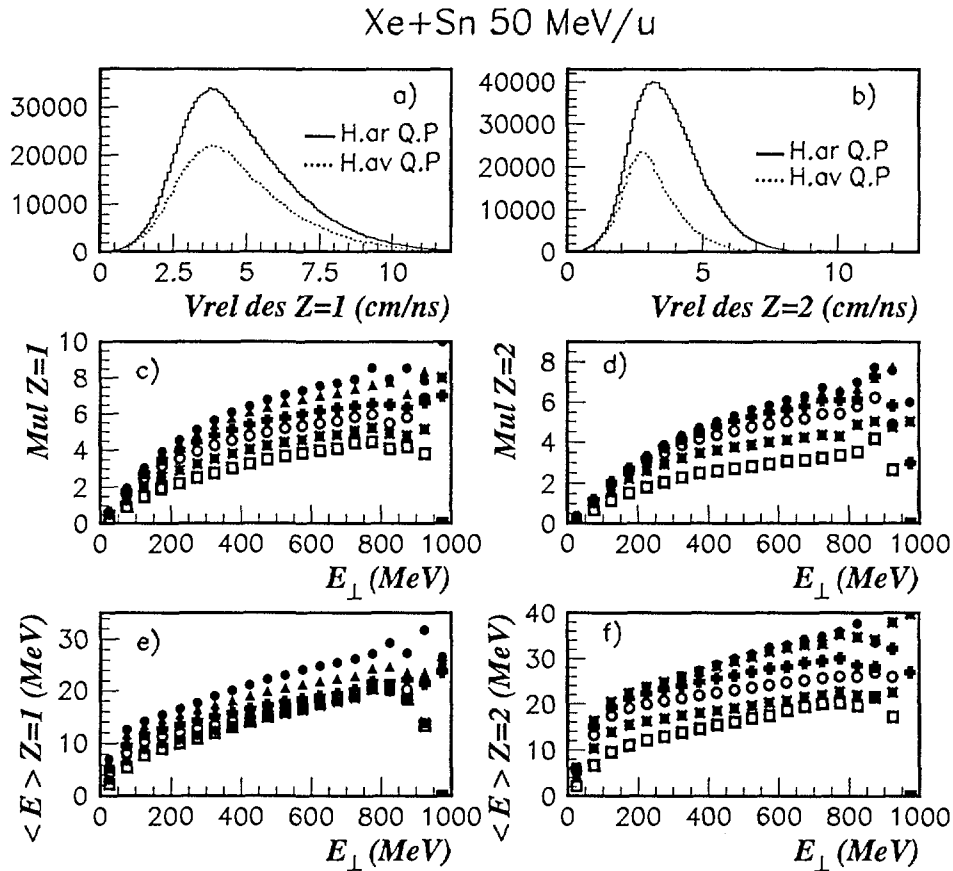 Xe+Sn 50 MeV/u
a)
H.ar Q.P
H.av Q.P
30000
20000
10000
0
0 2.5 5 7.5 10
Vrel des Z=1 (cm/ns)
b)
H.ar Q.P
H.av Q.P
40000
30000
20000
10000
0
0 5 10
Vrel des Z=2 (cm/ns)
c)
Mul Z=1
10
8
6
4
2
0
0 200 400 600 800 1000
E⊥ (MeV)
d)
Mul Z=2
8
6
4
2
0
0 200 400 600 800 1000
E⊥ (MeV)
e)
<E> Z=1 (MeV)
30
20
10
0
0 200 400 600 800 1000
E⊥ (MeV)
f)
<E> Z=2 (MeV)
40
30
20
10
0
0 200 400 600 800 1000
E⊥ (MeV)